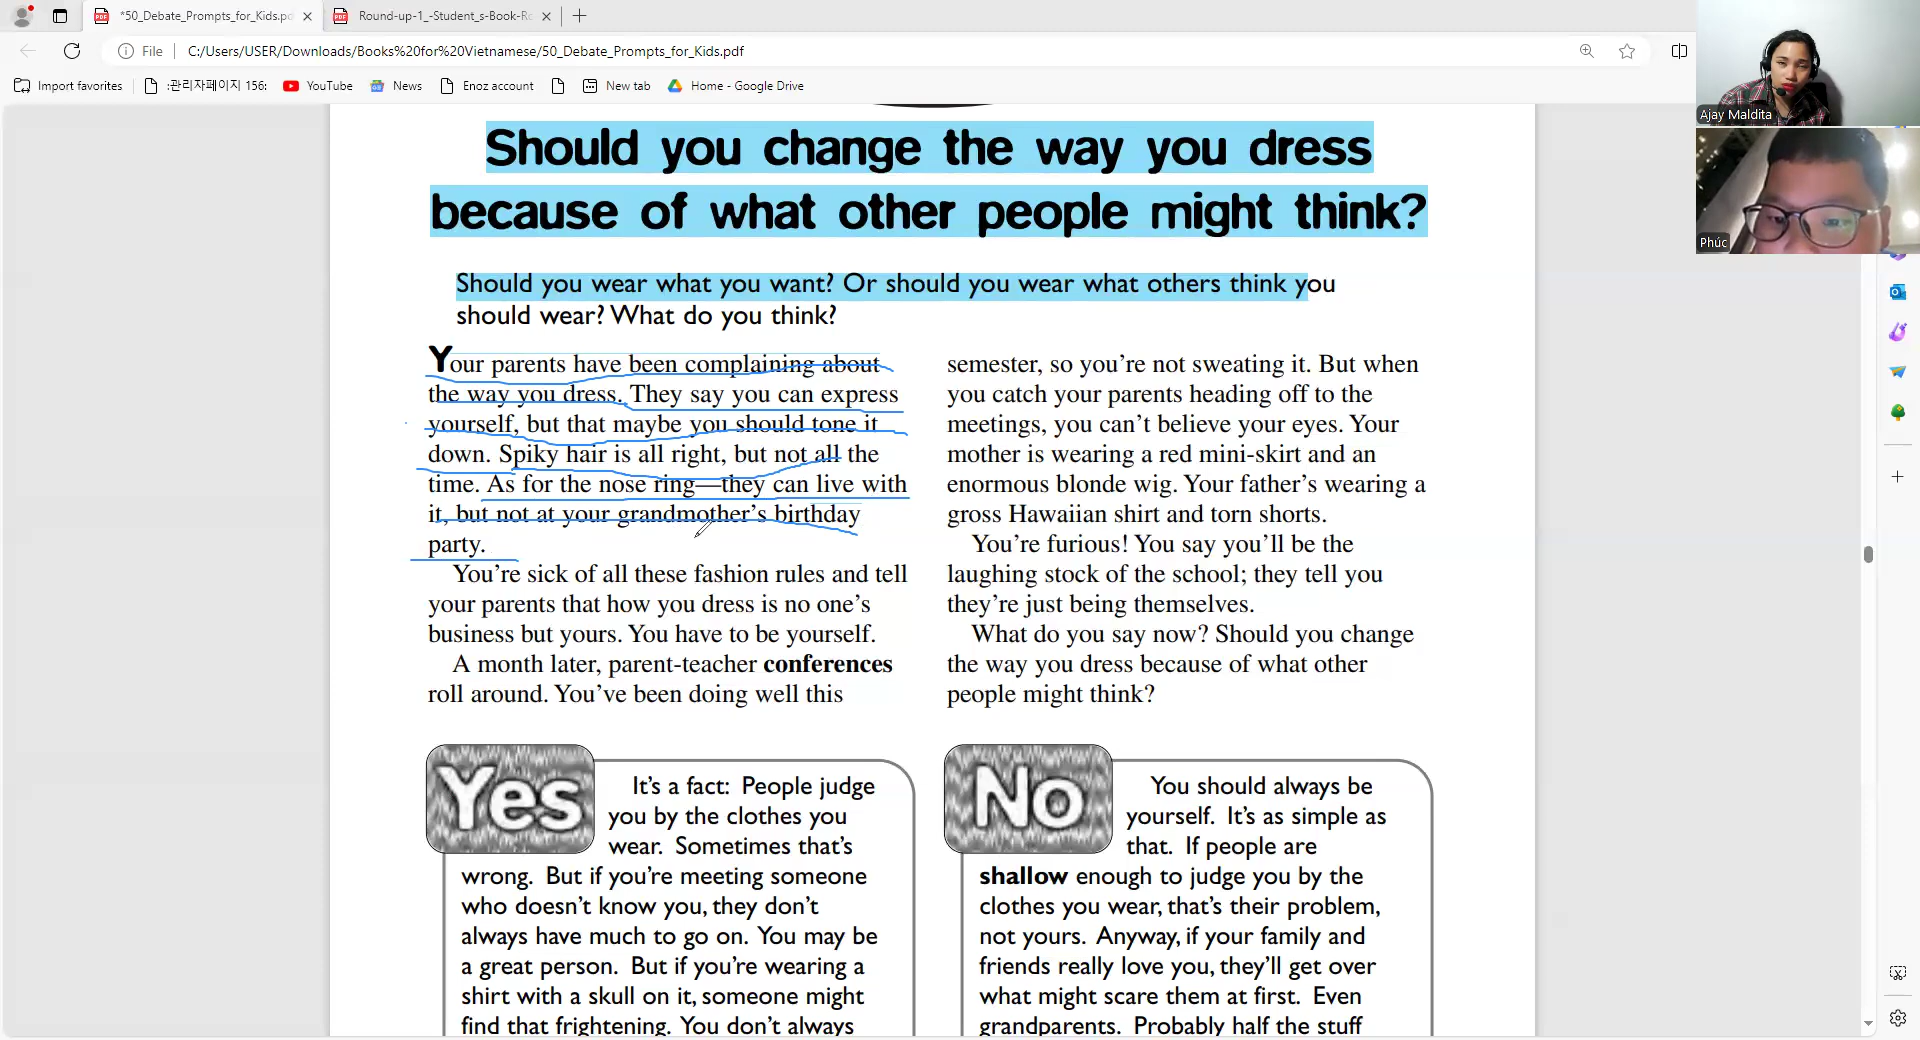 *50_Debate_Prompts_for_Kids.pd
Round-up-1_-Student_s-Book-Ro
File
C:/Users/USER/Downloads/Books%20for%20Vietnamese/50_Debate_Prompts_for_Kids.pdf
Import favorites
:관리자페이지 156:
YouTube
News
Enoz account
New tab
Home - Google Drive
Ajay Maldita
Phúc
Should you change the way you dress
because of what other people might think?
Should you wear what you want? Or should you wear what others think you
should wear? What do you think?
Your parents have been complaining about
the way you dress. They say you can express
yourself, but that maybe you should tone it
down. Spiky hair is all right, but not all the
time. As for the nose ring—they can live with
it, but not at your grandmother's birthday
party.
You're sick of all these fashion rules and tell
your parents that how you dress is no one's
business but yours. You have to be yourself.
A month later, parent-teacher conferences
roll around. You've been doing well this
semester, so you're not sweating it. But when
you catch your parents heading off to the
meetings, you can't believe your eyes. Your
mother is wearing a red mini-skirt and an
enormous blonde wig. Your father's wearing a
gross Hawaiian shirt and torn shorts.
You're furious! You say you'll be the
laughing stock of the school; they tell you
they're just being themselves.
What do you say now? Should you change
the way you dress because of what other
people might think?
Yes
It's a fact: People judge
you by the clothes you
wear. Sometimes that's
wrong. But if you're meeting someone
who doesn't know you, they don't
always have much to go on. You may be
a great person. But if you're wearing a
shirt with a skull on it, someone might
find that frightening. You don't always
No
You should always be
yourself. It's as simple as
that. If people are
shallow enough to judge you by the
clothes you wear, that's their problem,
not yours. Anyway, if your family and
friends really love you, they'll get over
what might scare them at first. Even
grandparents. Probably half the stuff